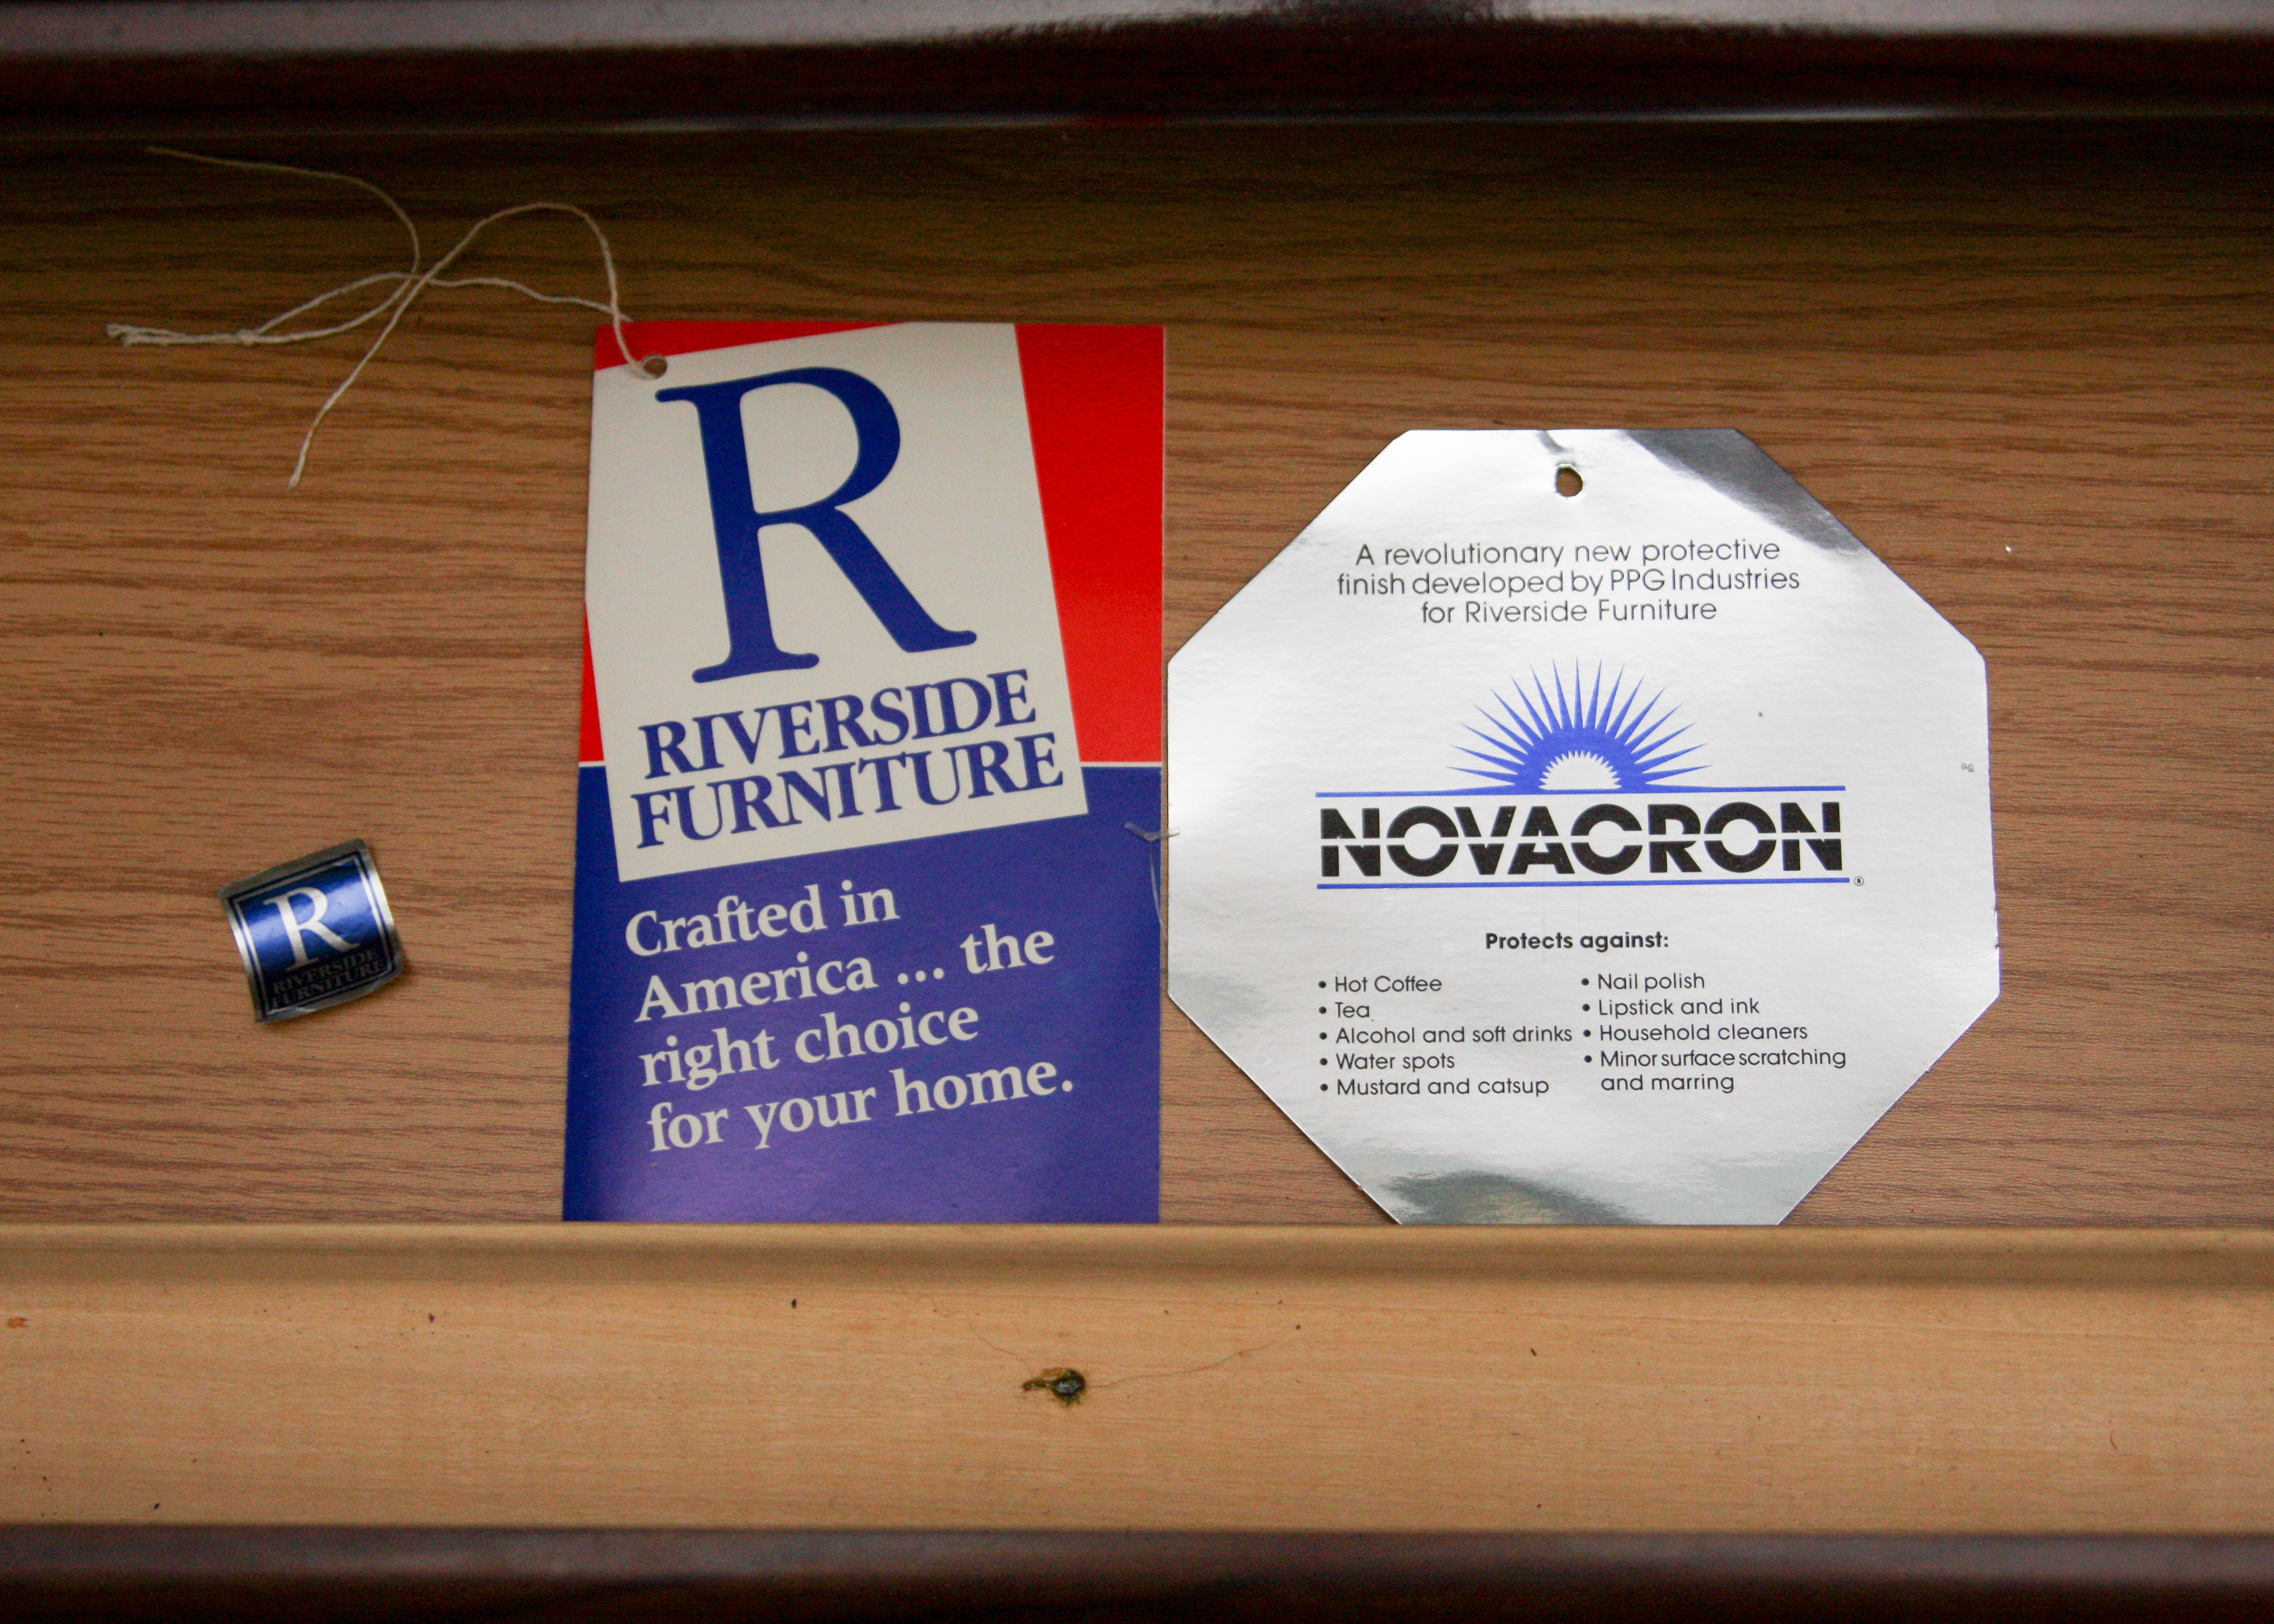 R
RIVERSIDE
FURNITURE
R
RIVERSIDE
FURNITURE
Crafted in
America ... the
right choice
for your home.
A revolutionary new protective
finish developed by PPG Industries
for Riverside Furniture
NOVACRON®
Protects against:
• Hot Coffee
• Tea
• Alcohol and soft drinks
• Water spots
• Mustard and catsup
• Nail polish
• Lipstick and ink
• Household cleaners
• Minor surface scratching
and marring